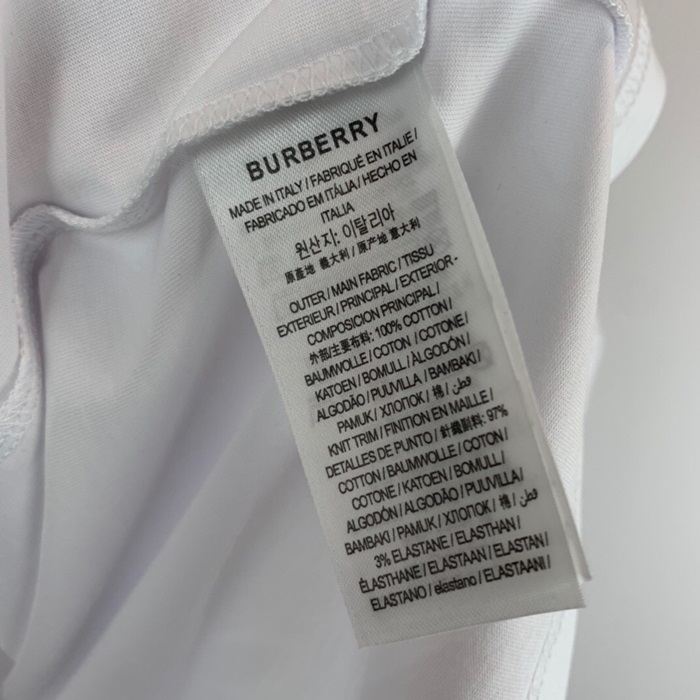 BURBERRY
MADE IN ITALY / FABRIQUÉ EN ITALIE /
FABRICADO EM ITÁLIA / HECHO EN
ITALIA
원산지: 이탈리아
原產地 義大利 / 原产地 意大利
OUTER / MAIN FABRIC / TISSU
EXTERIEUR / PRINCIPAL / EXTERIOR -
COMPOSICION PRINCIPAL /
外部/主要布料: 100% COTTON /
BAUMWOLLE / COTON / COTONE /
KATOEN / BOMULL / ALGODÓN /
ALGODÃO / PUUVILLA / BAMBAKI /
PAMUK / ХЛОПОК / 棉 / قطن /
KNIT TRIM / FINITION EN MAILLE /
DETALLES DE PUNTO / 針織副料: 97%
COTTON / BAUMWOLLE / COTON /
COTONE / KATOEN / BOMULL /
ALGODÓN / ALGODÃO / PUUVILLA /
BAMBAKI / PAMUK / ХЛОПОК / 棉 / قطن /
3% ELASTANE / ELASTHAN /
ÉLASTHANE / ELASTAAN / ELASTAN /
ELASTANO / elastano / ELASTAANI /